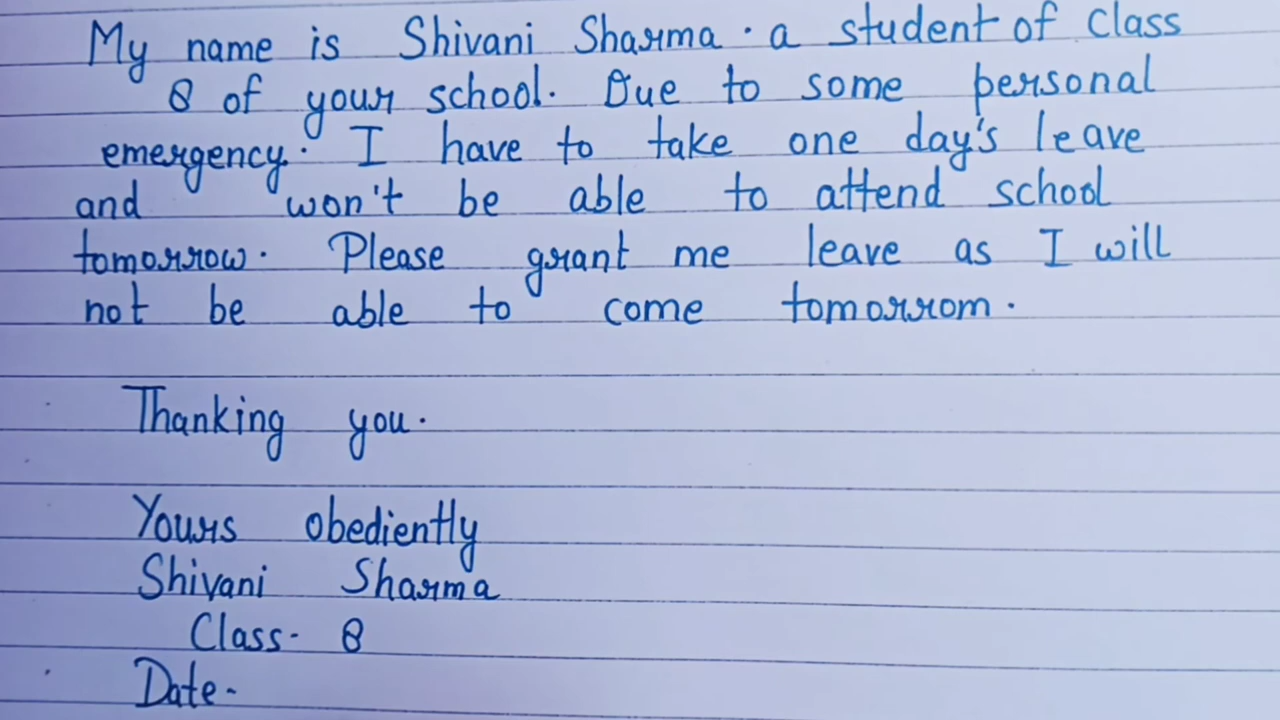 My name is Shivani Sharma. a student of Class
8 of your school. Due to some personal
emergency. I have to take one day's leave
and won't be able to attend school
tomorrow. Please grant me leave as I will
not be able to come tomorrom.
Thanking you.
Yours obediently
Shivani Sharma
Class- 8
Date-